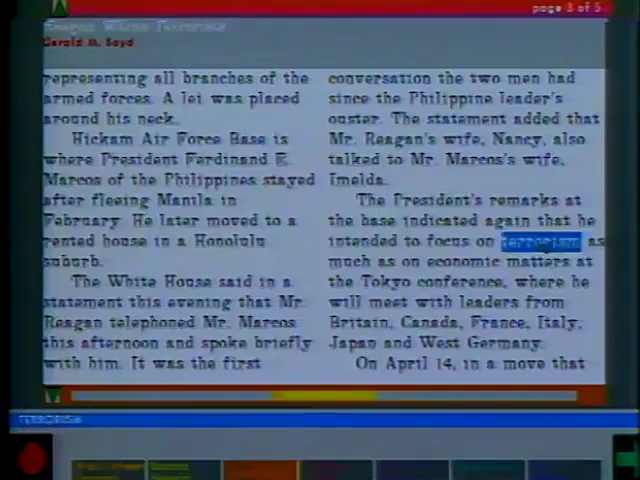 page 3 of 5
Reagan Warns Terrorists
Gerald M. Boyd
representing all branches of the
armed forces. A lei was placed
around his neck.
Hickam Air Force Base is
where President Ferdinand E.
Marcos of the Philippines stayed
after fleeing Manila in
February. He later moved to a
rented house in a Honolulu
suburb.
The White House said in a
statement this evening that Mr.
Reagan telephoned Mr. Marcos
this afternoon and spoke briefly
with him. It was the first
conversation the two men had
since the Philippine leader's
ouster. The statement added that
Mr. Reagan's wife, Nancy, also
talked to Mr. Marcos's wife,
Imelda.
The President's remarks at
the base indicated again that he
intended to focus on terrorism as
much as on economic matters at
the Tokyo conference, where he
will meet with leaders from
Britain, Canada, France, Italy,
Japan and West Germany.
On April 14, in a move that
TERRORISM